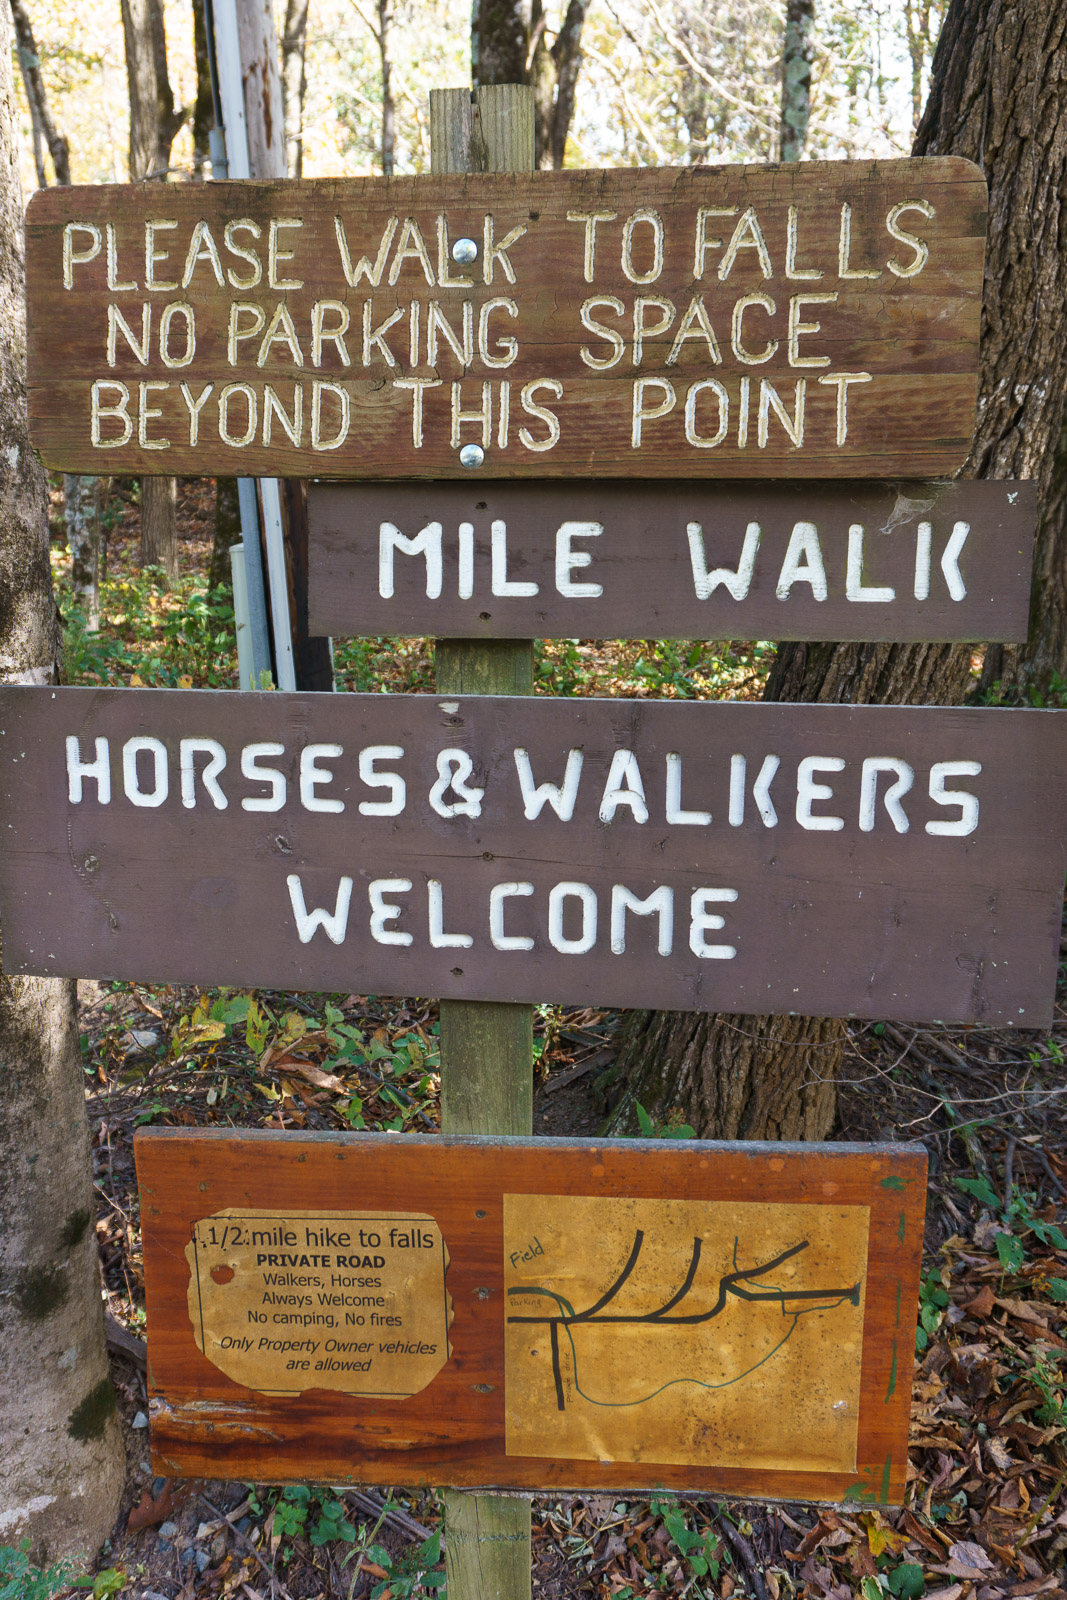 PLEASE WALK TO FALLS
NO PARKING SPACE
BEYOND THIS POINT
MILE WALK
HORSES & WALKERS
WELCOME
1/2 mile hike to falls
PRIVATE ROAD
Walkers, Horses
Always Welcome
No camping, No fires
Only Property Owner vehicles
are allowed
Field
Parking
Private Drive